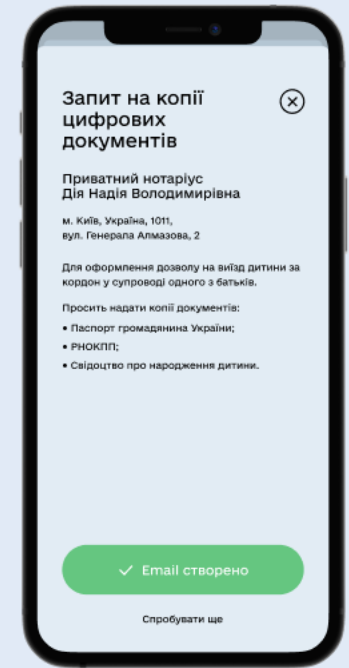 Запит на копії
цифрових
документів
Приватний нотаріус
Дія Надія Володимирівна
м. Київ, Україна, 1011,
вул. Генерала Алмазова, 2
Для оформлення дозволу на виїзд дитини за
кордон у супроводі одного з батьків.
Просить надати копії документів:
• Паспорт громадянина України;
• РНОКПП;
• Свідоцтво про народження дитини.
✓ Email створено
Спробувати ще